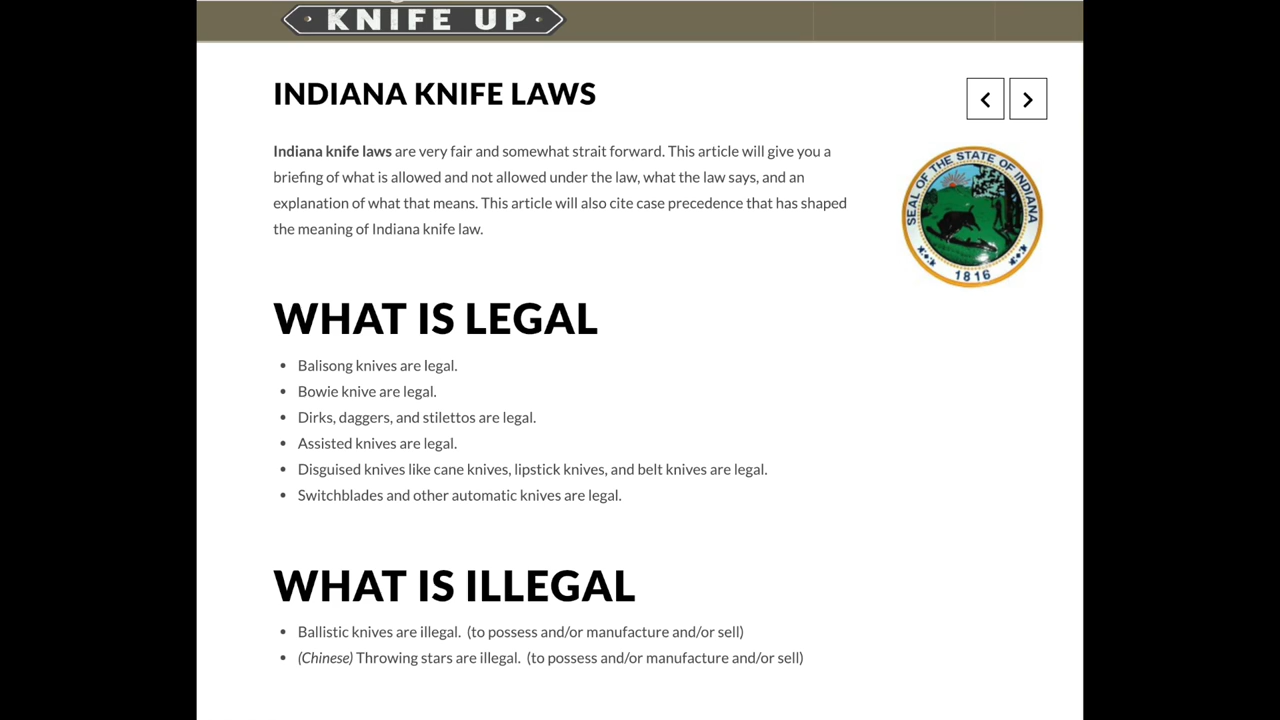 KNIFE UP
INDIANA KNIFE LAWS
Indiana knife laws are very fair and somewhat strait forward. This article will give you a
briefing of what is allowed and not allowed under the law, what the law says, and an
explanation of what that means. This article will also cite case precedence that has shaped
the meaning of Indiana knife law.
SEAL OF THE STATE OF INDIANA
1816
WHAT IS LEGAL
• Balisong knives are legal.
• Bowie knive are legal.
• Dirks, daggers, and stilettos are legal.
• Assisted knives are legal.
• Disguised knives like cane knives, lipstick knives, and belt knives are legal.
• Switchblades and other automatic knives are legal.
WHAT IS ILLEGAL
• Ballistic knives are illegal. (to possess and/or manufacture and/or sell)
• (Chinese) Throwing stars are illegal. (to possess and/or manufacture and/or sell)